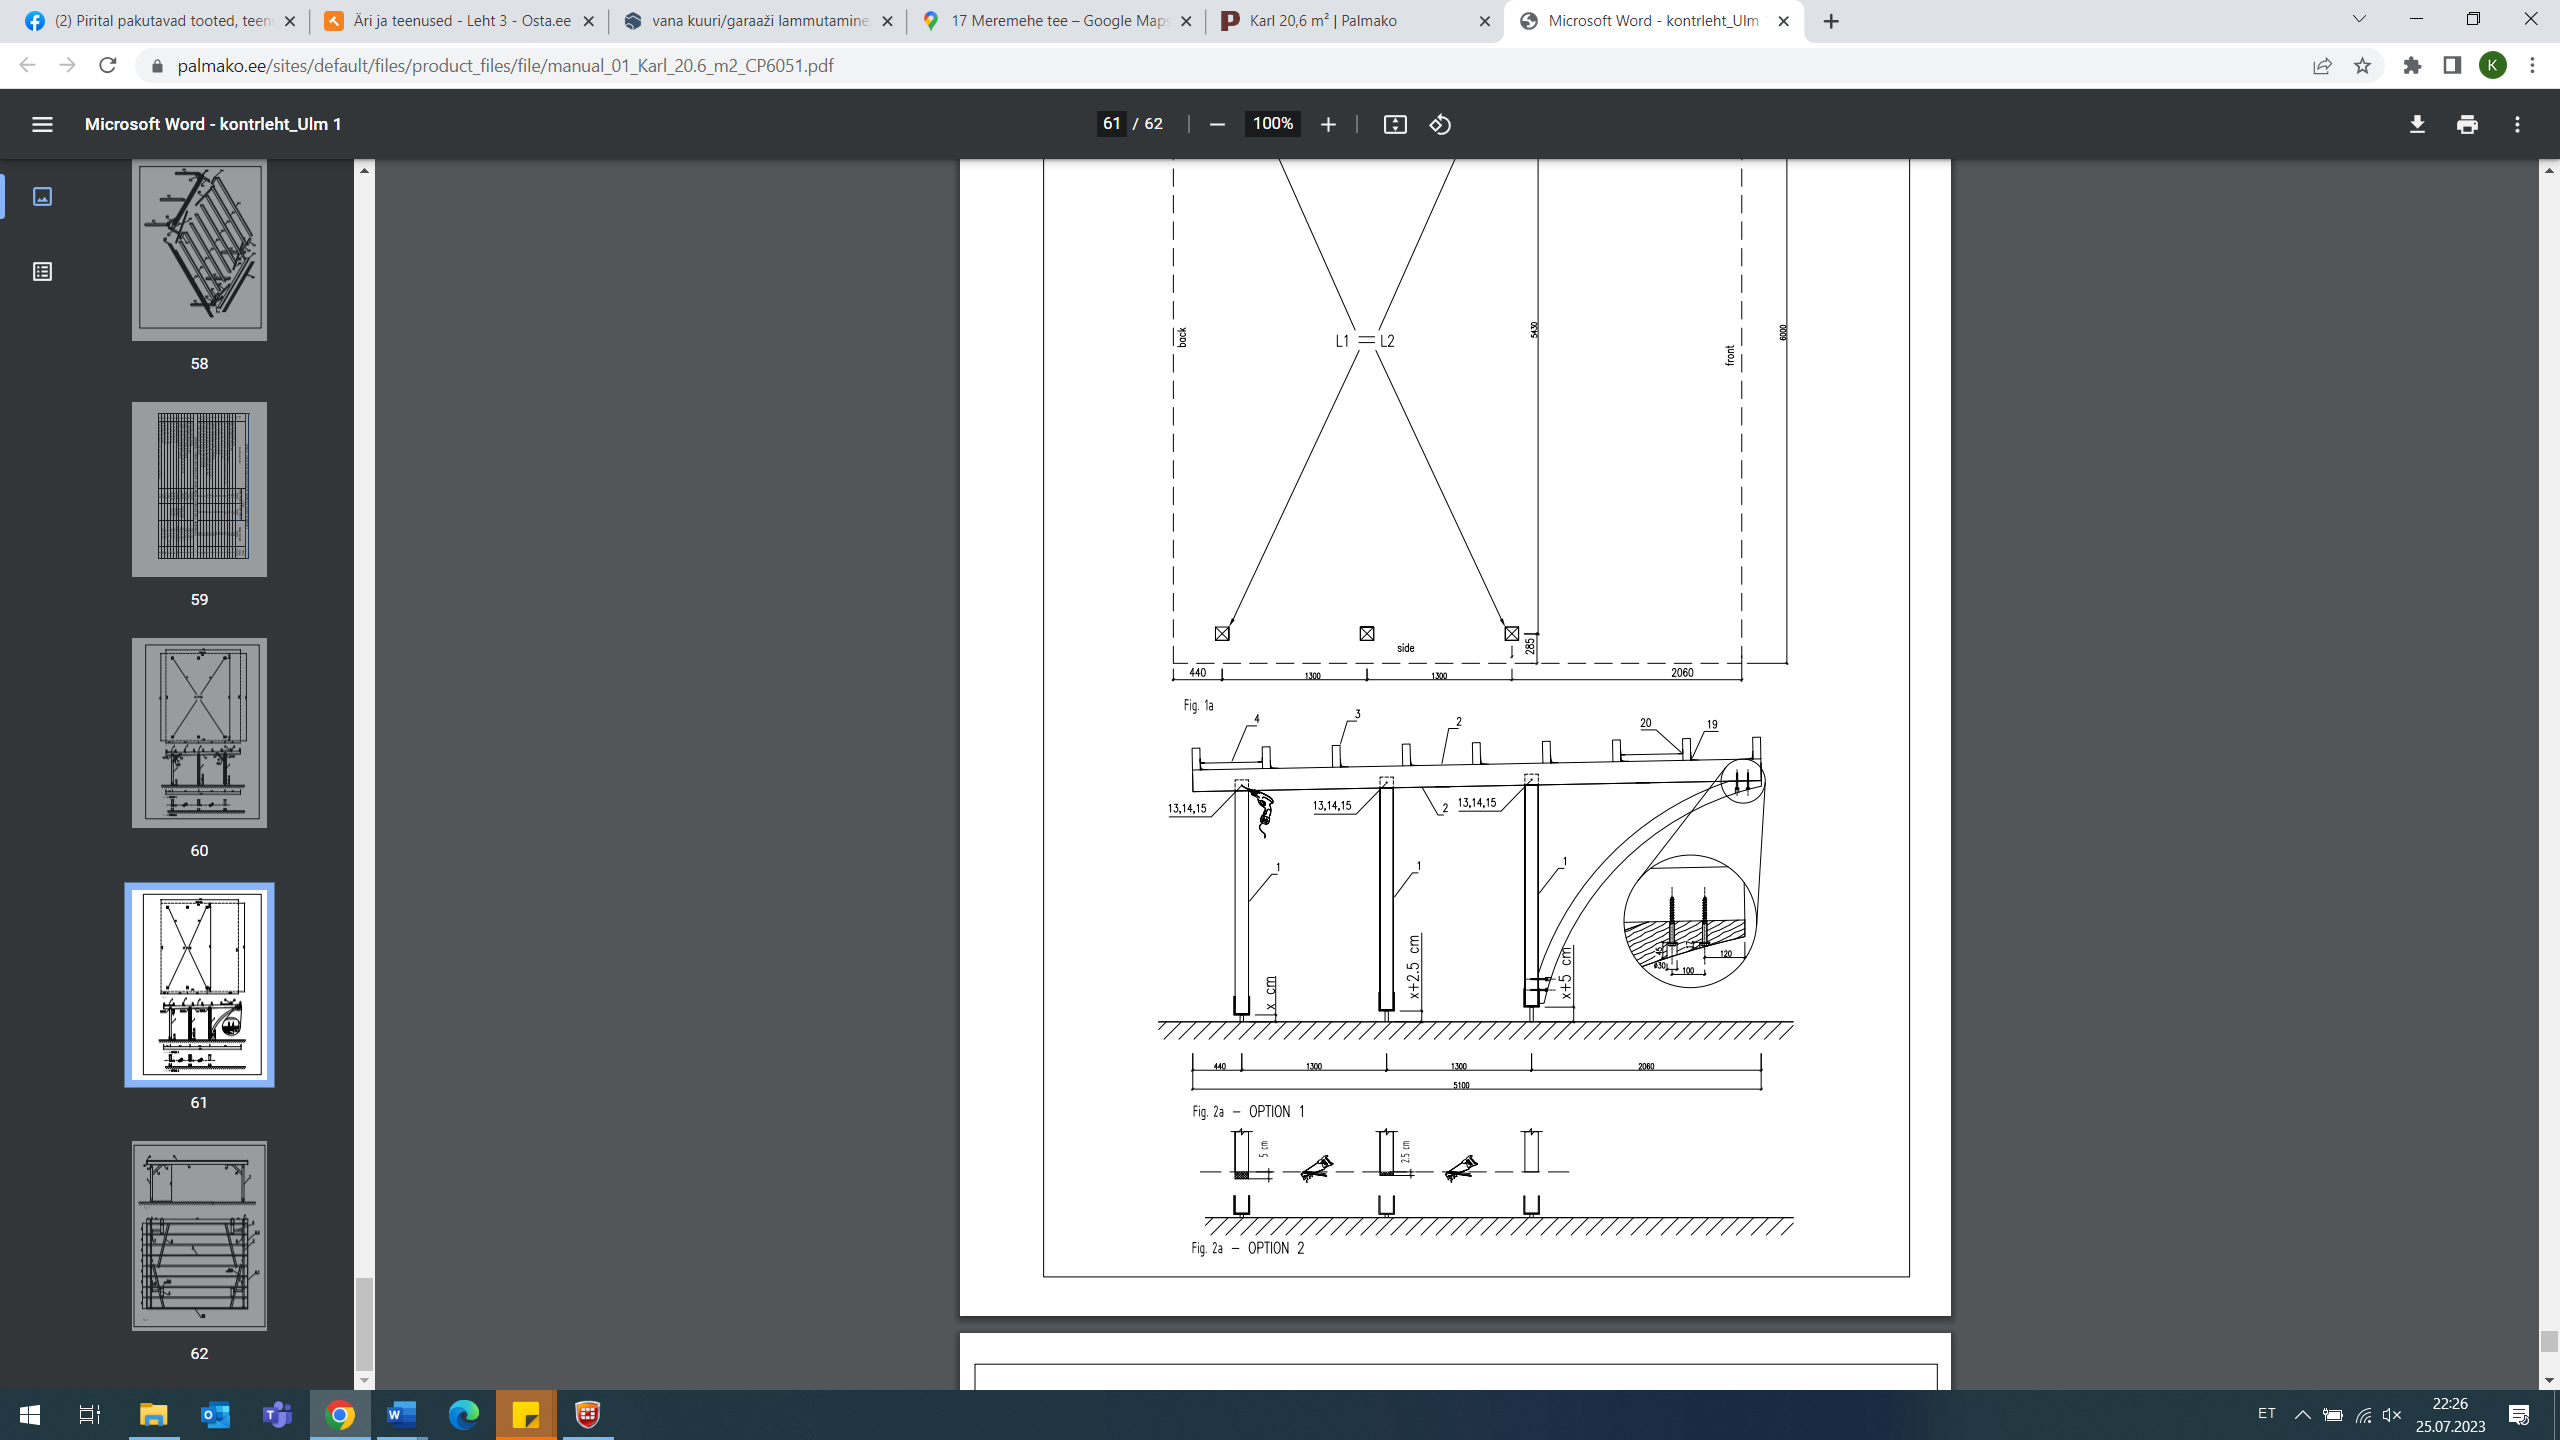 (2) Pirital pakutavad tooted, teen
Äri ja teenused - Leht 3 - Osta.ee
vana kuuri/garaaži lammutamine,
17 Meremehe tee – Google Maps
Karl 20,6 m² | Palmako
Microsoft Word - kontrleht_Ulm 1
palmako.ee/sites/default/files/product_files/file/manual_01_Karl_20.6_m2_CP6051.pdf
K
Microsoft Word - kontrleht_Ulm 1
61 / 62
100%
58
59
60
61
62
back
L1 = L2
5430
front
6000
side
285
440
1300
1300
2060
Fig. 1a
4
3
2
20
19
13,14,15
13,14,15
2
13,14,15
1
1
1
x cm
x+2.5 cm
x+5 cm
ø30
100
120
440
1300
1300
2060
5100
Fig. 2a – OPTION 1
5 cm
2.5 cm
Fig. 2a – OPTION 2
ET
22:26
25.07.2023